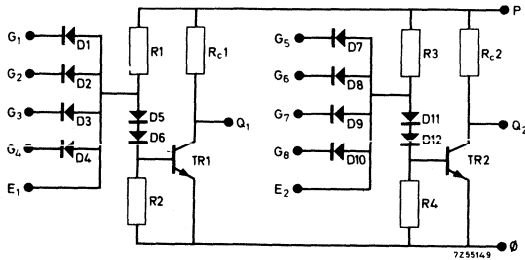 P
G₁ D1 R1 Rc1 G₅ D7 R3 Rc2
G₂ D2 G₆ D8
G₃ D3 D5 Q₁ G₇ D9 D11 Q₂
G₄ D4 D6 TR1 G₈ D10 D12 TR2
E₁ R2 E₂ R4
Ø
7Z55149